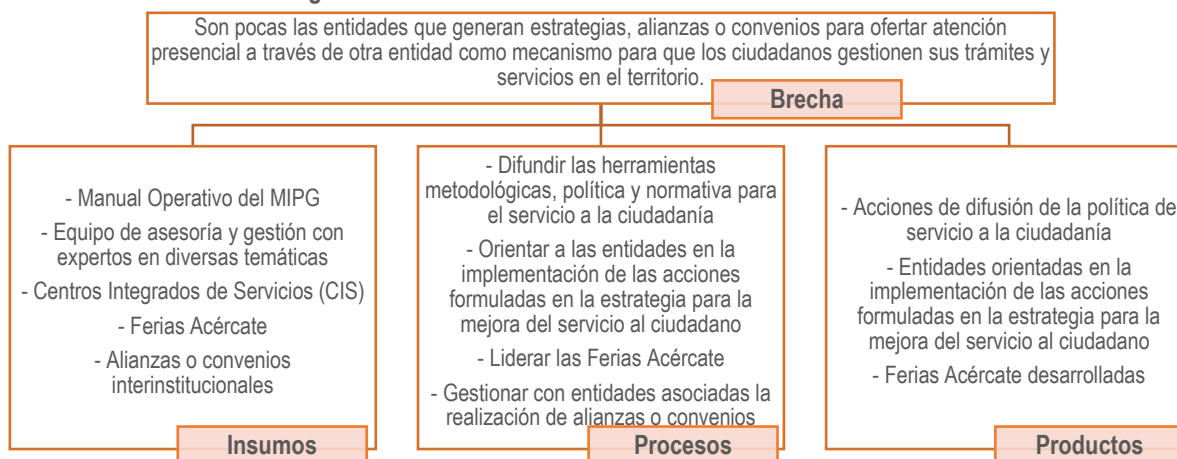 Son pocas las entidades que generan estrategias, alianzas o convenios para ofertar atención
presencial a través de otra entidad como mecanismo para que los ciudadanos gestionen sus trámites y
servicios en el territorio.
Brecha
- Manual Operativo del MIPG
- Equipo de asesoría y gestión con
expertos en diversas temáticas
- Centros Integrados de Servicios (CIS)
- Ferias Acércate
- Alianzas o convenios
interinstitucionales
Insumos
- Difundir las herramientas
metodológicas, política y normativa para
el servicio a la ciudadanía
- Orientar a las entidades en la
implementación de las acciones
formuladas en la estrategia para la
mejora del servicio al ciudadano
- Liderar las Ferias Acércate
- Gestionar con entidades asociadas la
realización de alianzas o convenios
Procesos
- Acciones de difusión de la política de
servicio a la ciudadanía
- Entidades orientadas en la
implementación de las acciones
formuladas en la estrategia para la
mejora del servicio al ciudadano
- Ferias Acércate desarrolladas
Productos